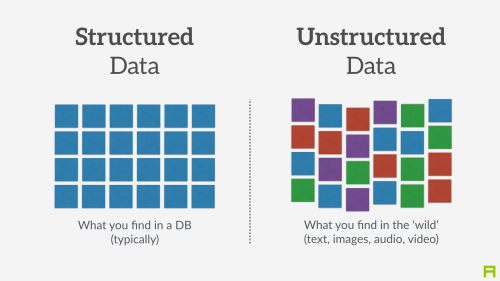 Structured
Data
What you find in a DB
(typically)
Unstructured
Data
What you find in the ‘wild’
(text, images, audio, video)